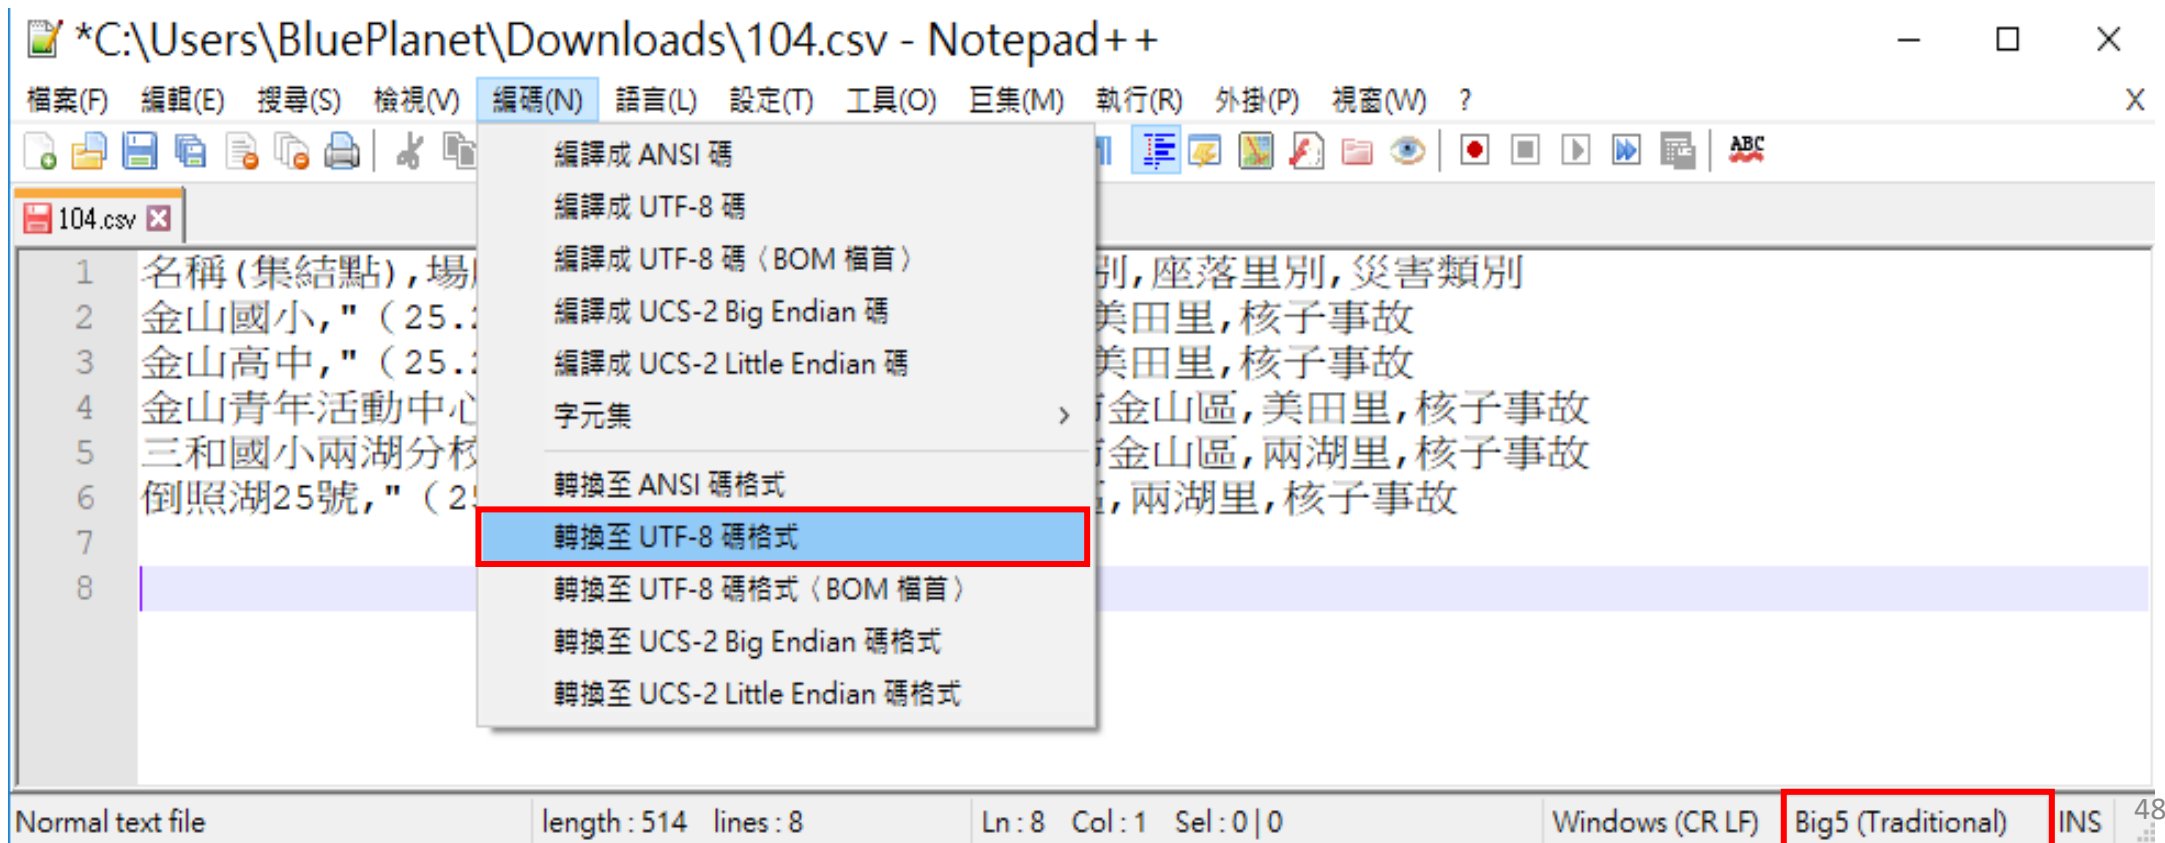 *C:\Users\BluePlanet\Downloads\104.csv - Notepad++
檔案(F) 編輯(E) 搜尋(S) 檢視(V) 編碼(N) 語言(L) 設定(T) 工具(O) 巨集(M) 執行(R) 外掛(P) 視窗(W) ? X
ABC
104.csv
編譯成 ANSI 碼
編譯成 UTF-8 碼
編譯成 UTF-8 碼（BOM 檔首）
編譯成 UCS-2 Big Endian 碼
編譯成 UCS-2 Little Endian 碼
字元集
轉換至 ANSI 碼格式
轉換至 UTF-8 碼格式
轉換至 UTF-8 碼格式（BOM 檔首）
轉換至 UCS-2 Big Endian 碼格式
轉換至 UCS-2 Little Endian 碼格式
1 名稱(集結點),場 別,座落里別,災害類別
2 金山國小,"（25. 美田里,核子事故
3 金山高中,"（25. 美田里,核子事故
4 金山青年活動中心 金山區,美田里,核子事故
5 三和國小兩湖分校 金山區,兩湖里,核子事故
6 倒照湖25號,"（2 ,兩湖里,核子事故
7
8
Normal text file length : 514 lines : 8 Ln : 8 Col : 1 Sel : 0 | 0 Windows (CR LF) Big5 (Traditional) INS
48